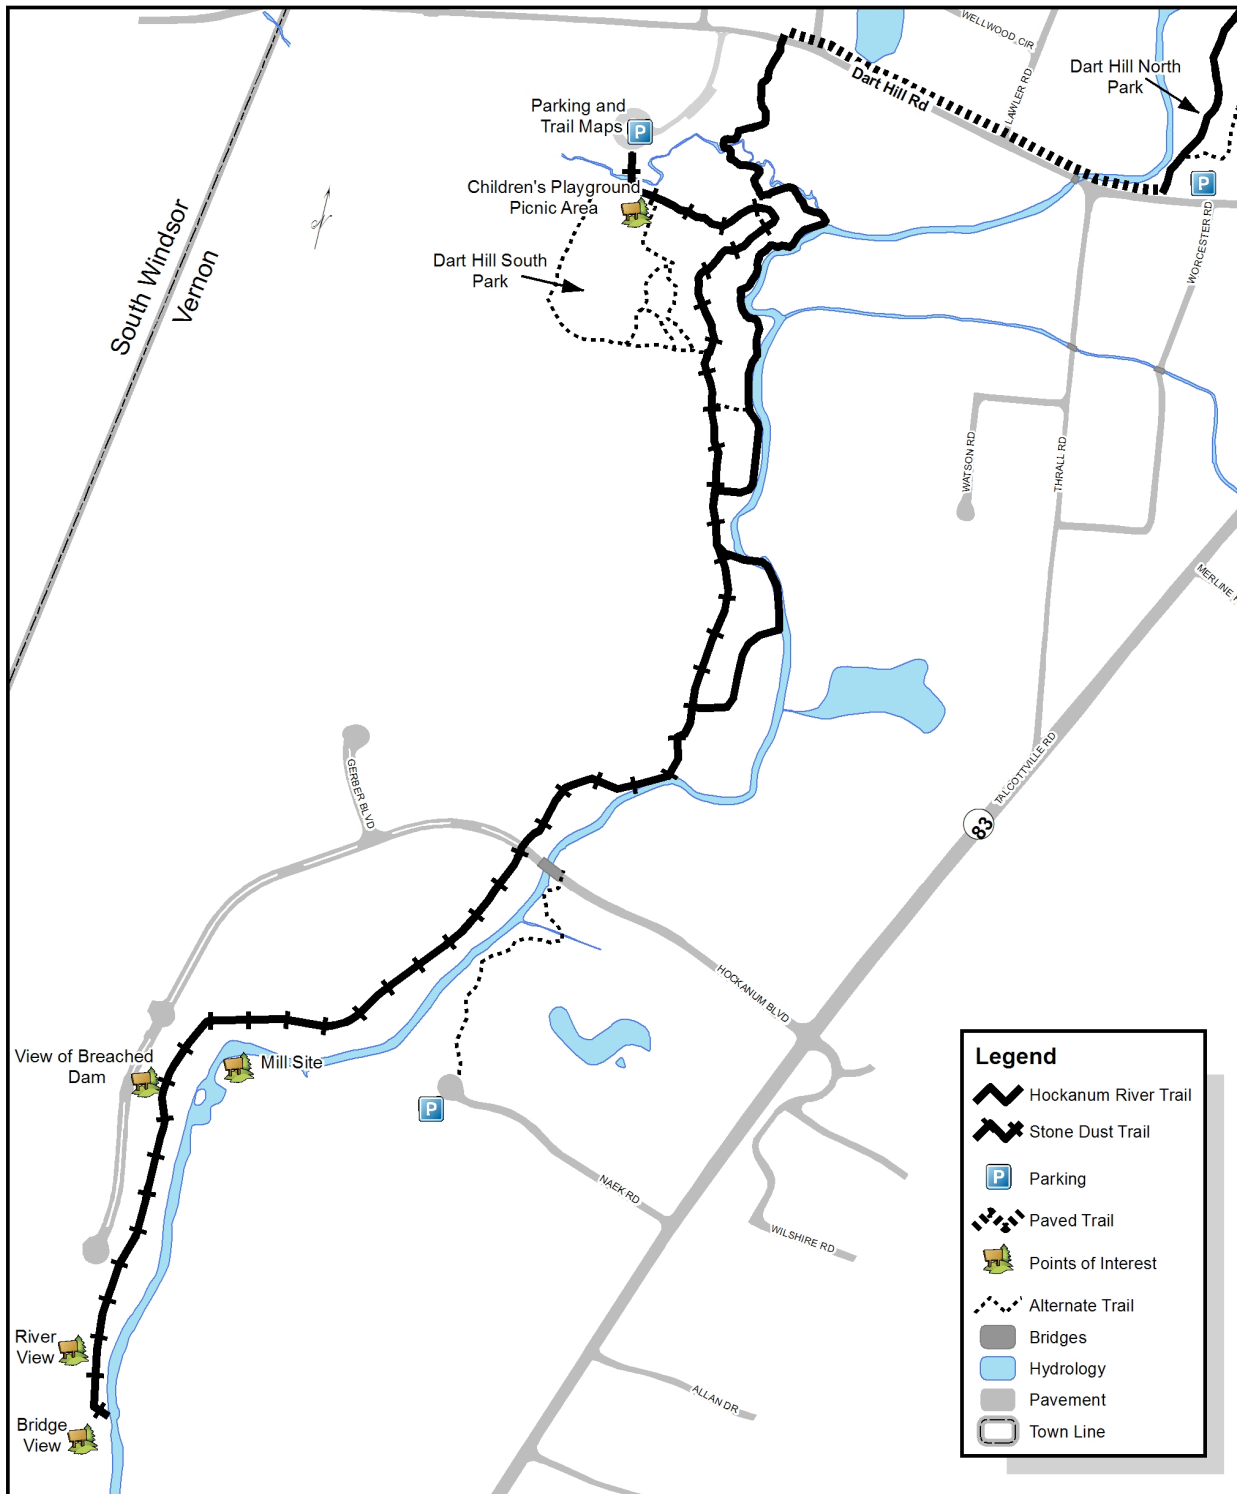 WELLWOOD CIR
LAWLER RD
Dart Hill North
Park
Dart Hill Rd
Parking and
Trail Maps
P
Children's Playground
Picnic Area
P
WORCESTER RD
South Windsor
Vernon
N
Dart Hill South
Park
WATSON RD
THRALL RD
GERBER BLVD
TALCOTTVILLE RD
83
HOCKANUM BLVD
View of Breached
Dam
Mill Site
P
NAEK RD
WILSHIRE RD
River
View
ALLAN DR
Bridge
View
Legend
Hockanum River Trail
Stone Dust Trail
P
Parking
Paved Trail
Points of Interest
Alternate Trail
Bridges
Hydrology
Pavement
Town Line
MERLINE